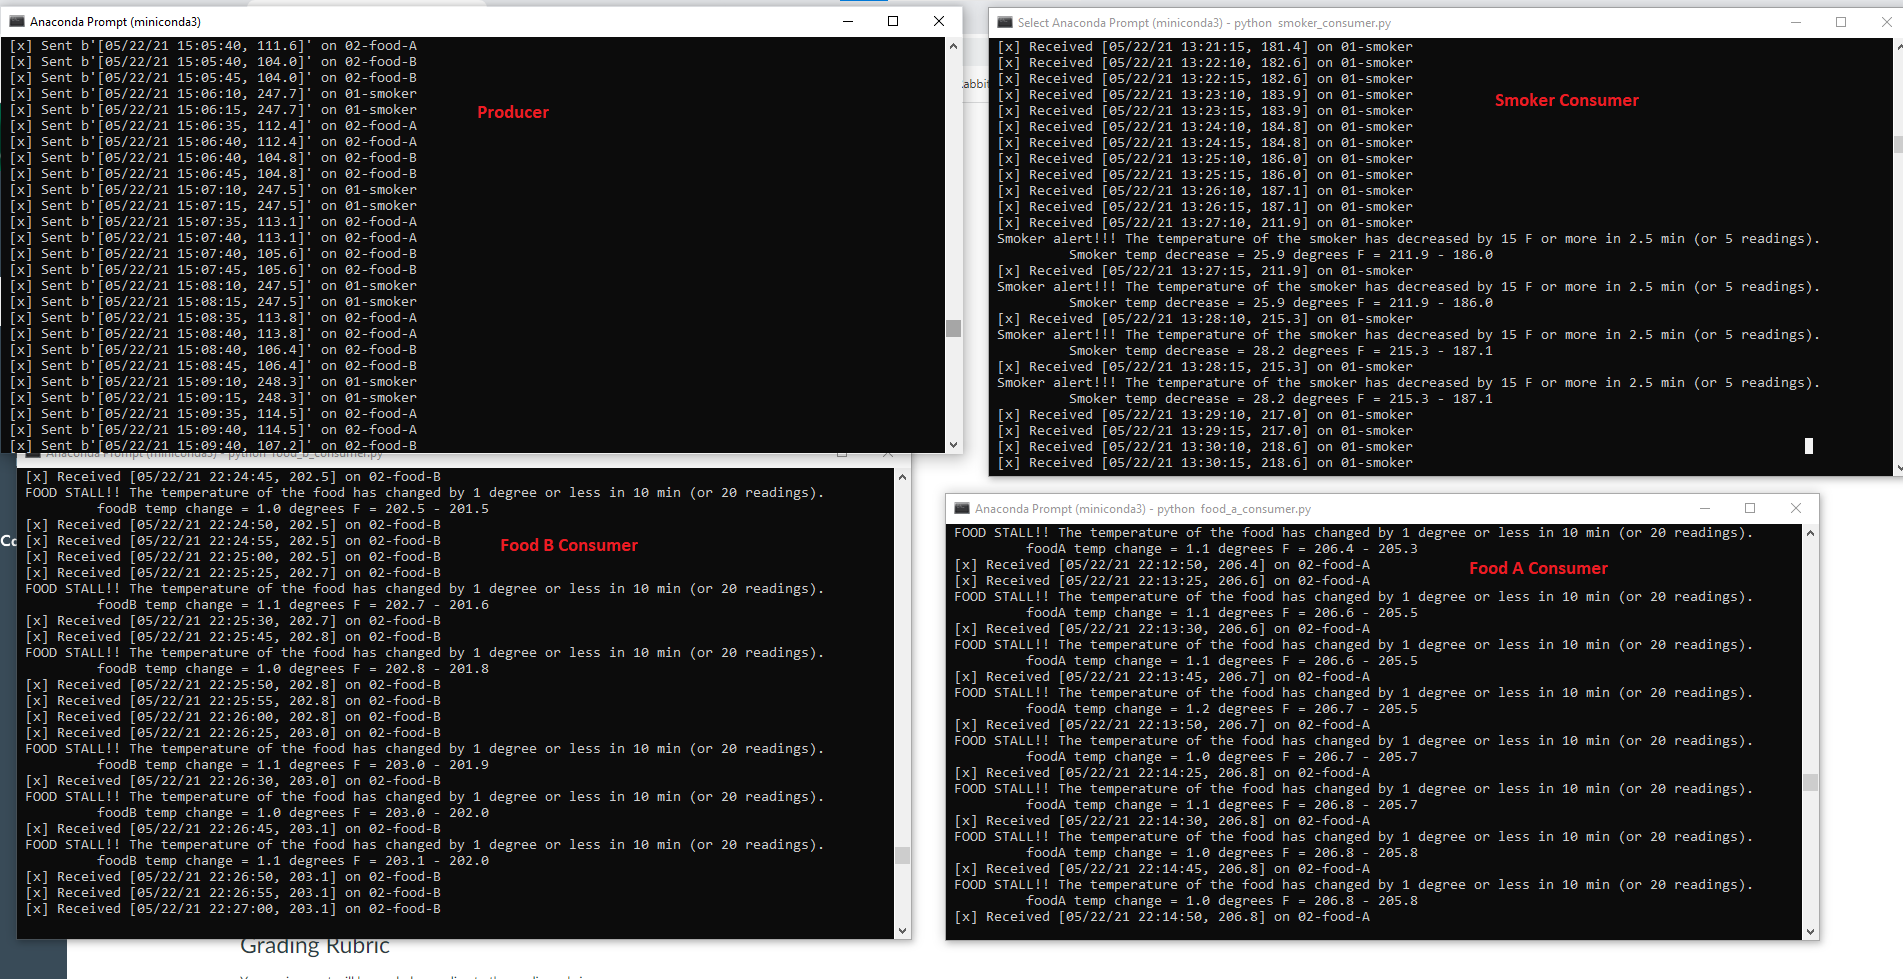 Anaconda Prompt (miniconda3)
[x] Sent b'[05/22/21 15:05:40, 111.6]' on 02-food-A
[x] Sent b'[05/22/21 15:05:40, 104.0]' on 02-food-B
[x] Sent b'[05/22/21 15:05:45, 104.0]' on 02-food-B
[x] Sent b'[05/22/21 15:06:10, 247.7]' on 01-smoker
[x] Sent b'[05/22/21 15:06:15, 247.7]' on 01-smoker
[x] Sent b'[05/22/21 15:06:35, 112.4]' on 02-food-A
[x] Sent b'[05/22/21 15:06:40, 112.4]' on 02-food-A
[x] Sent b'[05/22/21 15:06:40, 104.8]' on 02-food-B
[x] Sent b'[05/22/21 15:06:45, 104.8]' on 02-food-B
[x] Sent b'[05/22/21 15:07:10, 247.5]' on 01-smoker
[x] Sent b'[05/22/21 15:07:15, 247.5]' on 01-smoker
[x] Sent b'[05/22/21 15:07:35, 113.1]' on 02-food-A
[x] Sent b'[05/22/21 15:07:40, 113.1]' on 02-food-A
[x] Sent b'[05/22/21 15:07:40, 105.6]' on 02-food-B
[x] Sent b'[05/22/21 15:07:45, 105.6]' on 02-food-B
[x] Sent b'[05/22/21 15:08:10, 247.5]' on 01-smoker
[x] Sent b'[05/22/21 15:08:15, 247.5]' on 01-smoker
[x] Sent b'[05/22/21 15:08:35, 113.8]' on 02-food-A
[x] Sent b'[05/22/21 15:08:40, 113.8]' on 02-food-A
[x] Sent b'[05/22/21 15:08:40, 106.4]' on 02-food-B
[x] Sent b'[05/22/21 15:08:45, 106.4]' on 02-food-B
[x] Sent b'[05/22/21 15:09:10, 248.3]' on 01-smoker
[x] Sent b'[05/22/21 15:09:15, 248.3]' on 01-smoker
[x] Sent b'[05/22/21 15:09:35, 114.5]' on 02-food-A
[x] Sent b'[05/22/21 15:09:40, 114.5]' on 02-food-A
[x] Sent b'[05/22/21 15:09:40, 107.2]' on 02-food-B
Producer
Select Anaconda Prompt (miniconda3) - python smoker_consumer.py
[x] Received [05/22/21 13:21:15, 181.4] on 01-smoker
[x] Received [05/22/21 13:22:10, 182.6] on 01-smoker
[x] Received [05/22/21 13:22:15, 182.6] on 01-smoker
[x] Received [05/22/21 13:23:10, 183.9] on 01-smoker
[x] Received [05/22/21 13:23:15, 183.9] on 01-smoker
[x] Received [05/22/21 13:24:10, 184.8] on 01-smoker
[x] Received [05/22/21 13:24:15, 184.8] on 01-smoker
[x] Received [05/22/21 13:25:10, 186.0] on 01-smoker
[x] Received [05/22/21 13:25:15, 186.0] on 01-smoker
[x] Received [05/22/21 13:26:10, 187.1] on 01-smoker
[x] Received [05/22/21 13:26:15, 187.1] on 01-smoker
[x] Received [05/22/21 13:27:10, 211.9] on 01-smoker
Smoker alert!!! The temperature of the smoker has decreased by 15 F or more in 2.5 min (or 5 readings).
Smoker temp decrease = 25.9 degrees F = 211.9 - 186.0
[x] Received [05/22/21 13:27:15, 211.9] on 01-smoker
Smoker alert!!! The temperature of the smoker has decreased by 15 F or more in 2.5 min (or 5 readings).
Smoker temp decrease = 25.9 degrees F = 211.9 - 186.0
[x] Received [05/22/21 13:28:10, 215.3] on 01-smoker
Smoker alert!!! The temperature of the smoker has decreased by 15 F or more in 2.5 min (or 5 readings).
Smoker temp decrease = 28.2 degrees F = 215.3 - 187.1
[x] Received [05/22/21 13:28:15, 215.3] on 01-smoker
Smoker alert!!! The temperature of the smoker has decreased by 15 F or more in 2.5 min (or 5 readings).
Smoker temp decrease = 28.2 degrees F = 215.3 - 187.1
[x] Received [05/22/21 13:29:10, 217.0] on 01-smoker
[x] Received [05/22/21 13:29:15, 217.0] on 01-smoker
[x] Received [05/22/21 13:30:10, 218.6] on 01-smoker
[x] Received [05/22/21 13:30:15, 218.6] on 01-smoker
Smoker Consumer
Anaconda Prompt (miniconda3) - python food_b_consumer.py
[x] Received [05/22/21 22:24:45, 202.5] on 02-food-B
FOOD STALL!! The temperature of the food has changed by 1 degree or less in 10 min (or 20 readings).
foodB temp change = 1.0 degrees F = 202.5 - 201.5
[x] Received [05/22/21 22:24:50, 202.5] on 02-food-B
[x] Received [05/22/21 22:24:55, 202.5] on 02-food-B
[x] Received [05/22/21 22:25:00, 202.5] on 02-food-B
[x] Received [05/22/21 22:25:25, 202.7] on 02-food-B
FOOD STALL!! The temperature of the food has changed by 1 degree or less in 10 min (or 20 readings).
foodB temp change = 1.1 degrees F = 202.7 - 201.6
[x] Received [05/22/21 22:25:30, 202.7] on 02-food-B
[x] Received [05/22/21 22:25:45, 202.8] on 02-food-B
FOOD STALL!! The temperature of the food has changed by 1 degree or less in 10 min (or 20 readings).
foodB temp change = 1.0 degrees F = 202.8 - 201.8
[x] Received [05/22/21 22:25:50, 202.8] on 02-food-B
[x] Received [05/22/21 22:25:55, 202.8] on 02-food-B
[x] Received [05/22/21 22:26:00, 202.8] on 02-food-B
[x] Received [05/22/21 22:26:25, 203.0] on 02-food-B
FOOD STALL!! The temperature of the food has changed by 1 degree or less in 10 min (or 20 readings).
foodB temp change = 1.1 degrees F = 203.0 - 201.9
[x] Received [05/22/21 22:26:30, 203.0] on 02-food-B
FOOD STALL!! The temperature of the food has changed by 1 degree or less in 10 min (or 20 readings).
foodB temp change = 1.0 degrees F = 203.0 - 202.0
[x] Received [05/22/21 22:26:45, 203.1] on 02-food-B
FOOD STALL!! The temperature of the food has changed by 1 degree or less in 10 min (or 20 readings).
foodB temp change = 1.1 degrees F = 203.1 - 202.0
[x] Received [05/22/21 22:26:50, 203.1] on 02-food-B
[x] Received [05/22/21 22:26:55, 203.1] on 02-food-B
[x] Received [05/22/21 22:27:00, 203.1] on 02-food-B
Food B Consumer
Anaconda Prompt (miniconda3) - python food_a_consumer.py
FOOD STALL!! The temperature of the food has changed by 1 degree or less in 10 min (or 20 readings).
foodA temp change = 1.1 degrees F = 206.4 - 205.3
[x] Received [05/22/21 22:12:50, 206.4] on 02-food-A
[x] Received [05/22/21 22:13:25, 206.6] on 02-food-A
FOOD STALL!! The temperature of the food has changed by 1 degree or less in 10 min (or 20 readings).
foodA temp change = 1.1 degrees F = 206.6 - 205.5
[x] Received [05/22/21 22:13:30, 206.6] on 02-food-A
FOOD STALL!! The temperature of the food has changed by 1 degree or less in 10 min (or 20 readings).
foodA temp change = 1.1 degrees F = 206.6 - 205.5
[x] Received [05/22/21 22:13:45, 206.7] on 02-food-A
FOOD STALL!! The temperature of the food has changed by 1 degree or less in 10 min (or 20 readings).
foodA temp change = 1.2 degrees F = 206.7 - 205.5
[x] Received [05/22/21 22:13:50, 206.7] on 02-food-A
FOOD STALL!! The temperature of the food has changed by 1 degree or less in 10 min (or 20 readings).
foodA temp change = 1.0 degrees F = 206.7 - 205.7
[x] Received [05/22/21 22:14:25, 206.8] on 02-food-A
FOOD STALL!! The temperature of the food has changed by 1 degree or less in 10 min (or 20 readings).
foodA temp change = 1.1 degrees F = 206.8 - 205.7
[x] Received [05/22/21 22:14:30, 206.8] on 02-food-A
FOOD STALL!! The temperature of the food has changed by 1 degree or less in 10 min (or 20 readings).
foodA temp change = 1.0 degrees F = 206.8 - 205.8
[x] Received [05/22/21 22:14:45, 206.8] on 02-food-A
FOOD STALL!! The temperature of the food has changed by 1 degree or less in 10 min (or 20 readings).
foodA temp change = 1.0 degrees F = 206.8 - 205.8
[x] Received [05/22/21 22:14:50, 206.8] on 02-food-A
Food A Consumer
Grading Rubric